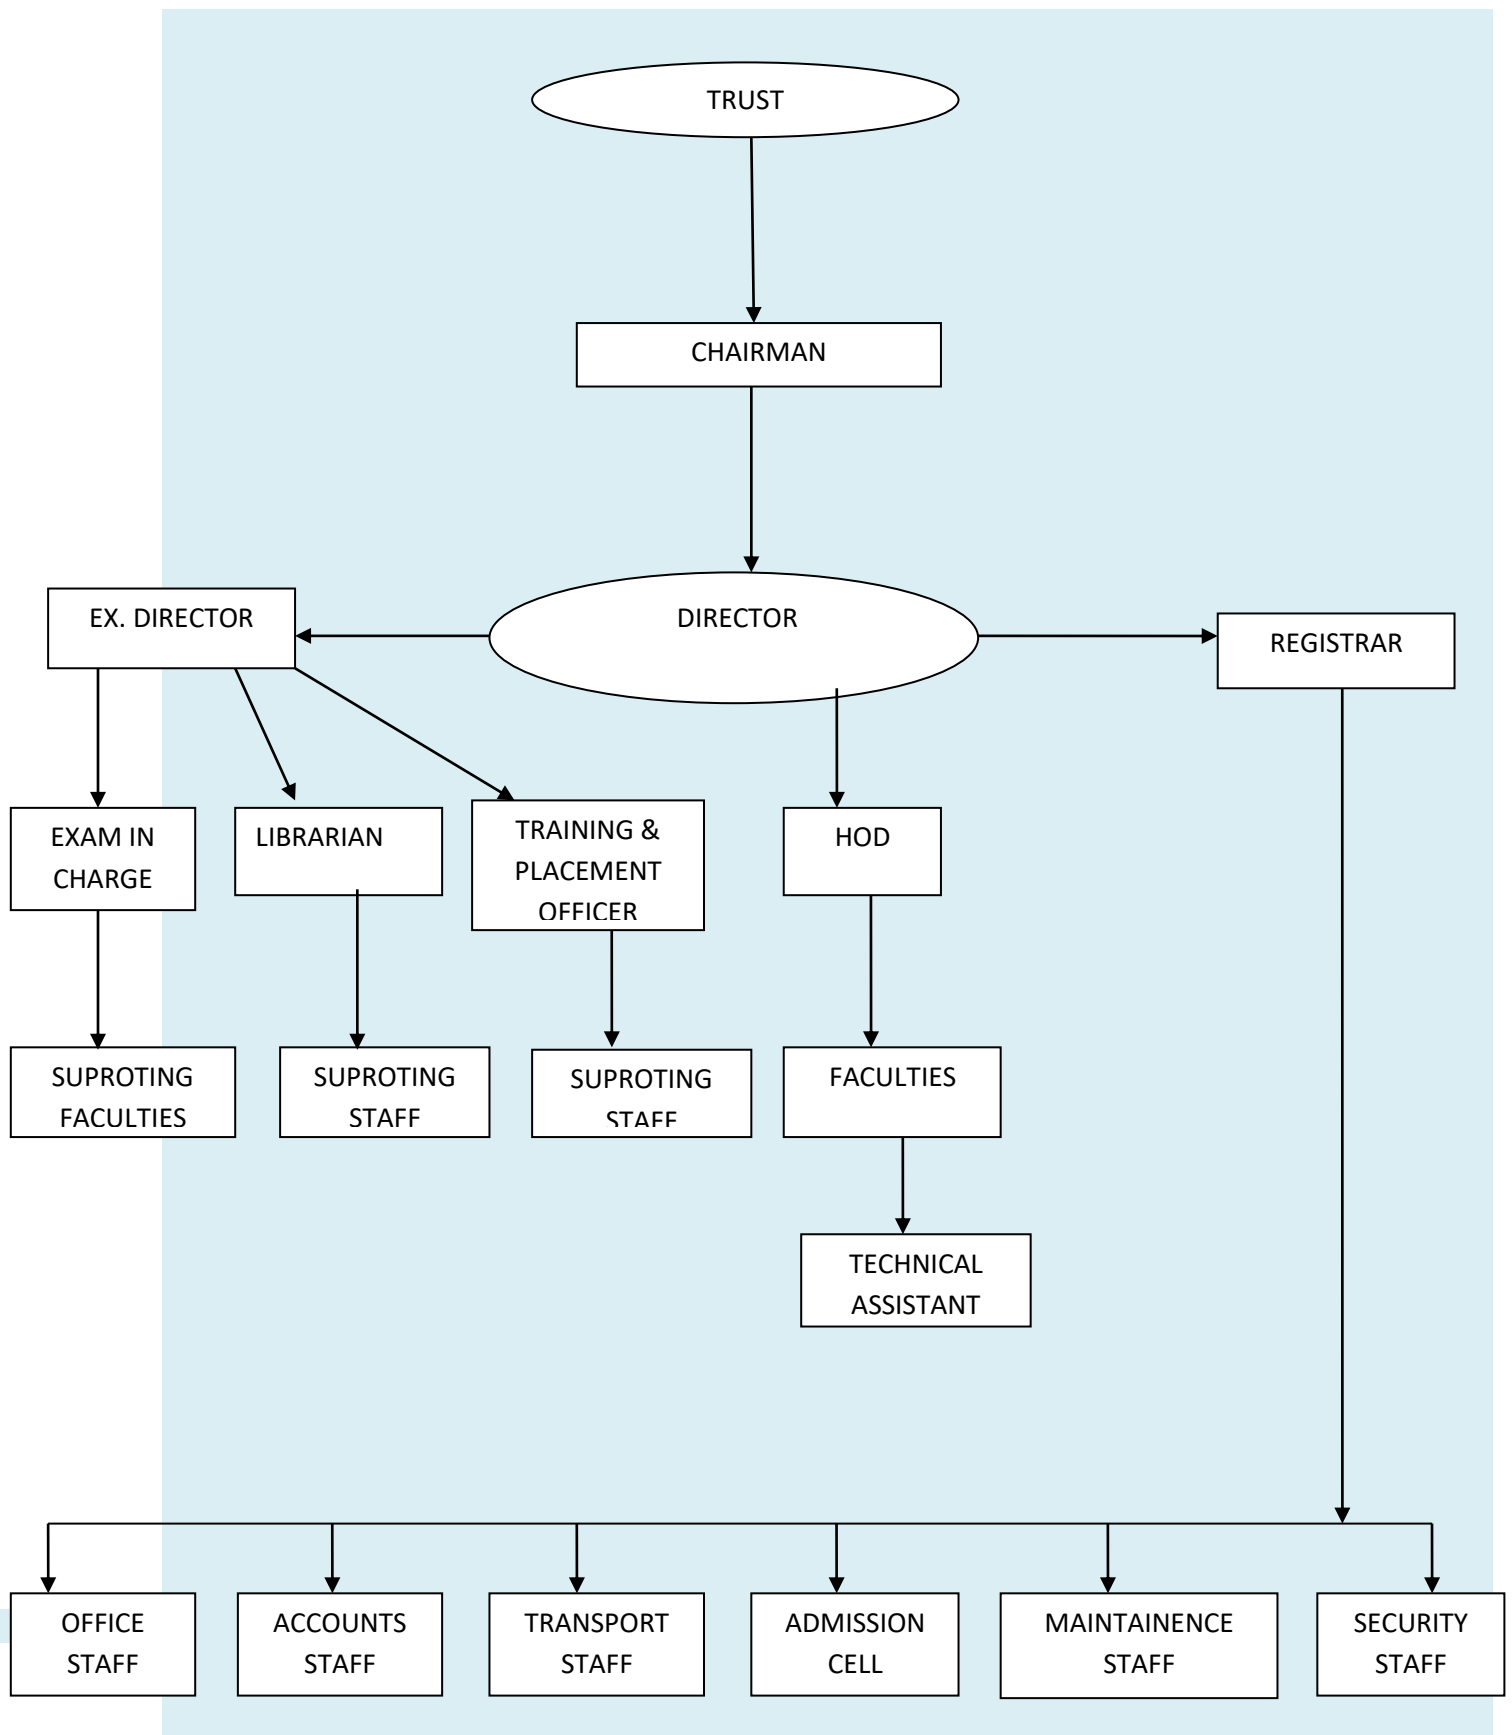 TRUST
CHAIRMAN
EX. DIRECTOR
DIRECTOR
REGISTRAR
EXAM IN
CHARGE
LIBRARIAN
TRAINING &
PLACEMENT
OFFICER
HOD
SUPROTING
FACULTIES
SUPROTING
STAFF
SUPROTING
STAFF
FACULTIES
TECHNICAL
ASSISTANT
OFFICE
STAFF
ACCOUNTS
STAFF
TRANSPORT
STAFF
ADMISSION
CELL
MAINTAINENCE
STAFF
SECURITY
STAFF